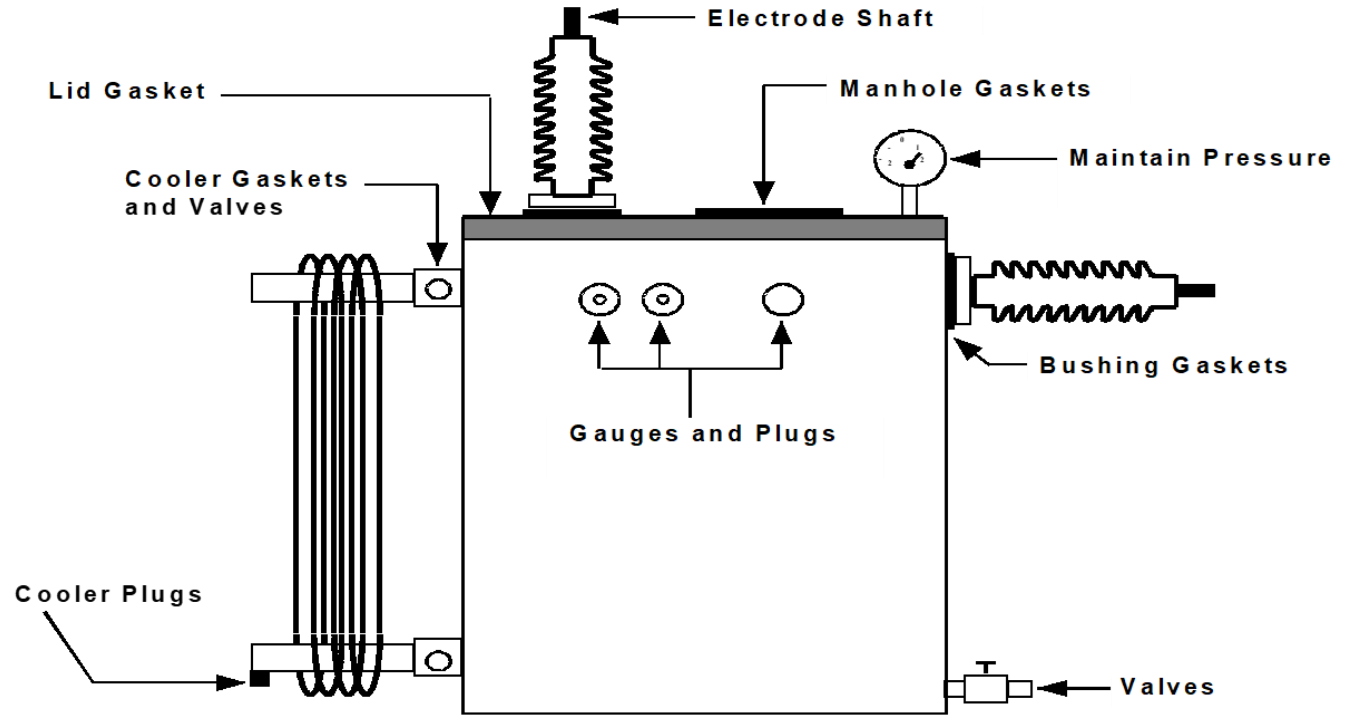 Electrode Shaft
Lid Gasket
Manhole Gaskets
Maintain Pressure
Cooler Gaskets
and Valves
Bushing Gaskets
Gauges and Plugs
Cooler Plugs
Valves